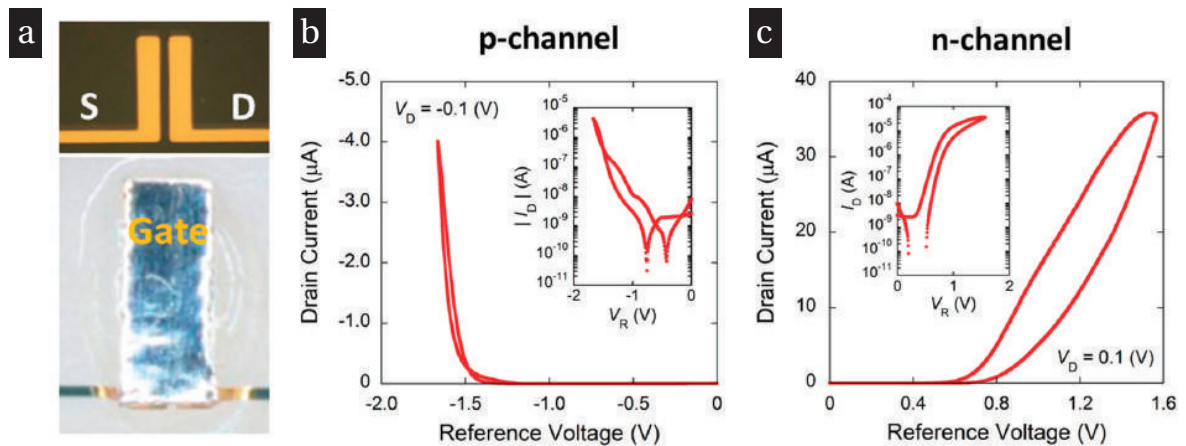 a
S
D
Gate
b
p-channel
V_D = -0.1 (V)
Drain Current (μA)
-5.0
-4.0
-3.0
-2.0
-1.0
0
-2.0
-1.5
-1.0
-0.5
0
Reference Voltage (V)
| I_D | (A)
10^-5
10^-6
10^-7
10^-8
10^-9
10^-10
10^-11
-2
-1
0
V_R (V)
c
n-channel
V_D = 0.1 (V)
Drain Current (μA)
40
30
20
10
0
0
0.4
0.8
1.2
1.6
Reference Voltage (V)
I_D (A)
10^-4
10^-5
10^-6
10^-7
10^-8
10^-9
10^-10
10^-11
0
1
2
V_R (V)